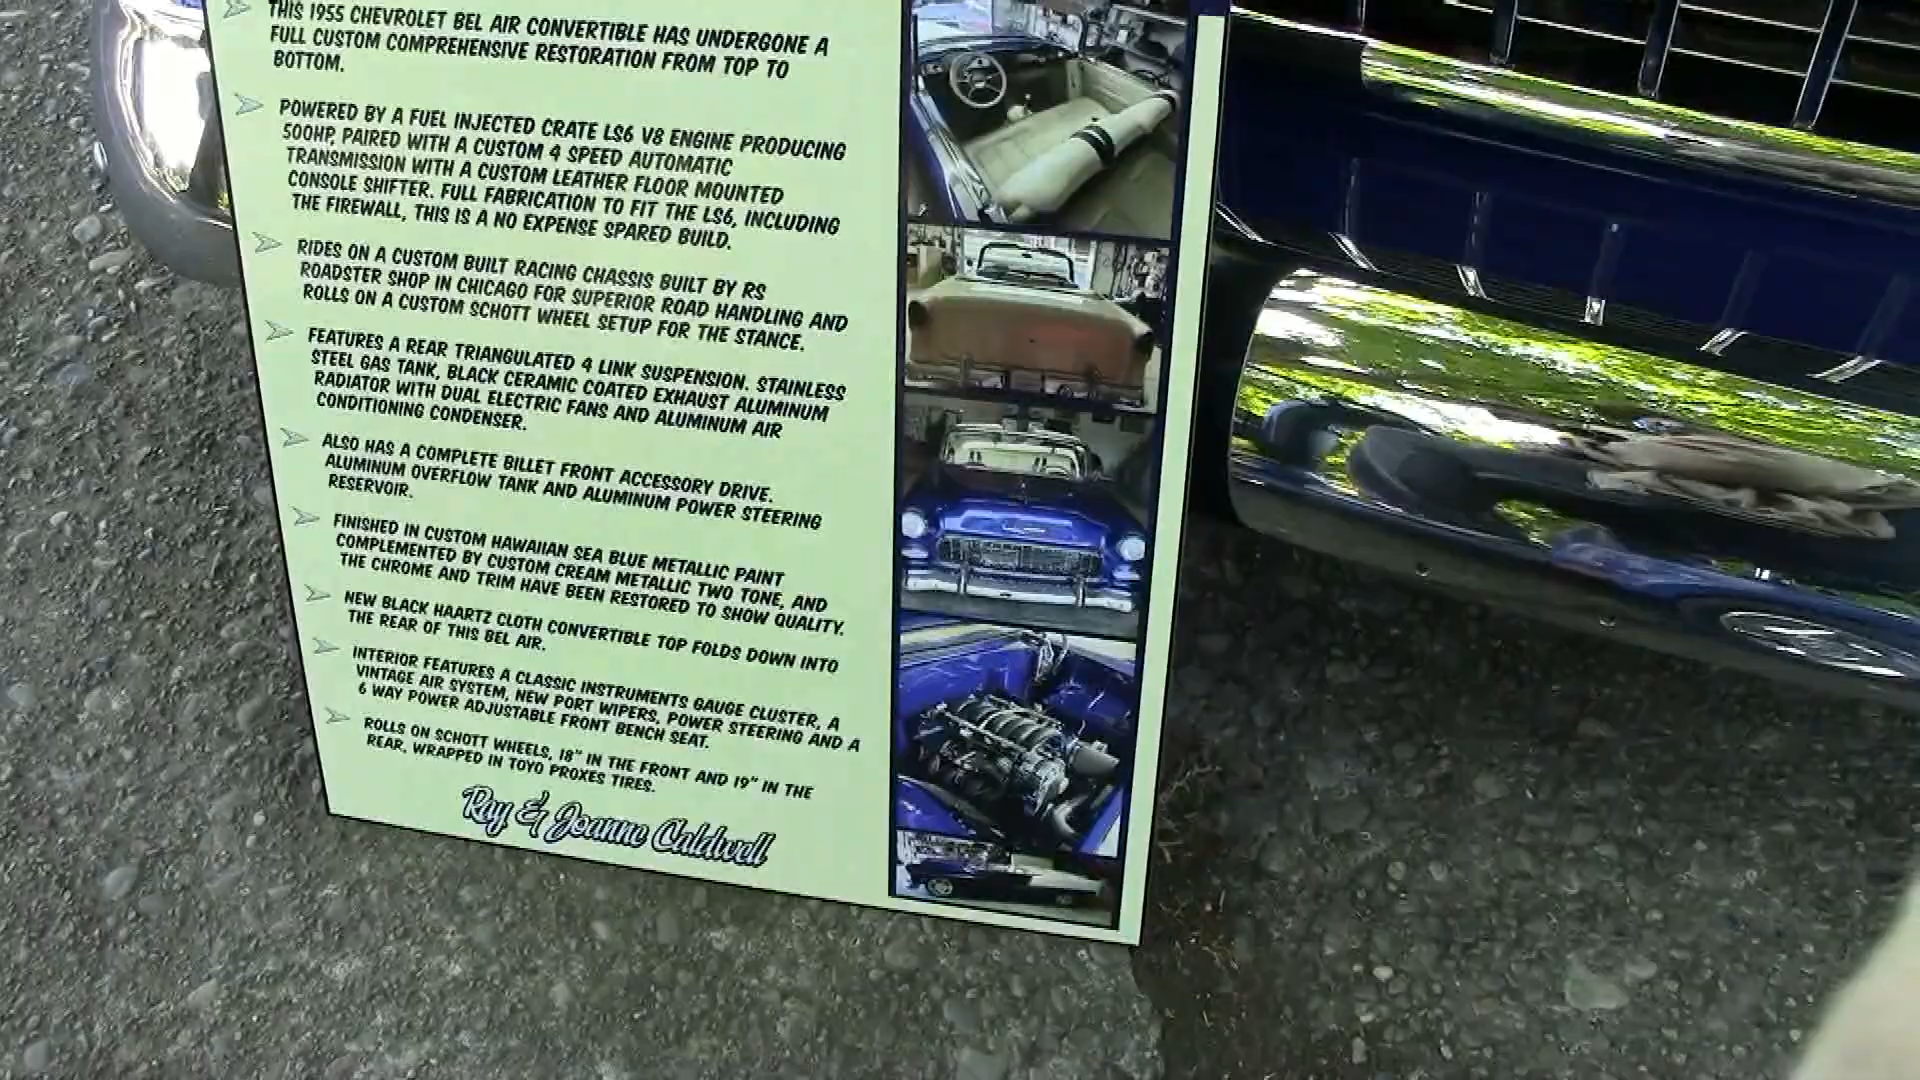 THIS 1955 CHEVROLET BEL AIR CONVERTIBLE HAS UNDERGONE A
FULL CUSTOM COMPREHENSIVE RESTORATION FROM TOP TO
BOTTOM.
POWERED BY A FUEL INJECTED CRATE LS6 V8 ENGINE PRODUCING
500HP, PAIRED WITH A CUSTOM 4 SPEED AUTOMATIC
TRANSMISSION WITH A CUSTOM LEATHER FLOOR MOUNTED
CONSOLE SHIFTER. FULL FABRICATION TO FIT THE LS6, INCLUDING
THE FIREWALL, THIS IS A NO EXPENSE SPARED BUILD.
RIDES ON A CUSTOM BUILT RACING CHASSIS BUILT BY RS
ROADSTER SHOP IN CHICAGO FOR SUPERIOR ROAD HANDLING AND
ROLLS ON A CUSTOM SCHOTT WHEEL SETUP FOR THE STANCE.
FEATURES A REAR TRIANGULATED 4 LINK SUSPENSION. STAINLESS
STEEL GAS TANK, BLACK CERAMIC COATED EXHAUST ALUMINUM
RADIATOR WITH DUAL ELECTRIC FANS AND ALUMINUM AIR
CONDITIONING CONDENSER.
ALSO HAS A COMPLETE BILLET FRONT ACCESSORY DRIVE.
ALUMINUM OVERFLOW TANK AND ALUMINUM POWER STEERING
RESERVOIR.
FINISHED IN CUSTOM HAWAIIAN SEA BLUE METALLIC PAINT
COMPLEMENTED BY CUSTOM CREAM METALLIC TWO TONE, AND
THE CHROME AND TRIM HAVE BEEN RESTORED TO SHOW QUALITY.
NEW BLACK HAARTZ CLOTH CONVERTIBLE TOP FOLDS DOWN INTO
THE REAR OF THIS BEL AIR.
INTERIOR FEATURES A CLASSIC INSTRUMENTS GAUGE CLUSTER, A
VINTAGE AIR SYSTEM, NEW PORT WIPERS, POWER STEERING AND A
6 WAY POWER ADJUSTABLE FRONT BENCH SEAT.
ROLLS ON SCHOTT WHEELS, 18" IN THE FRONT AND 19" IN THE
REAR, WRAPPED IN TOYO PROXES TIRES.
Ray & Joanne Caldwell